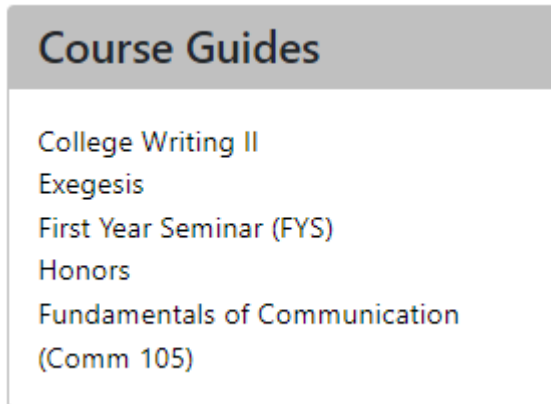 Course Guides
College Writing II
Exegesis
First Year Seminar (FYS)
Honors
Fundamentals of Communication
(Comm 105)